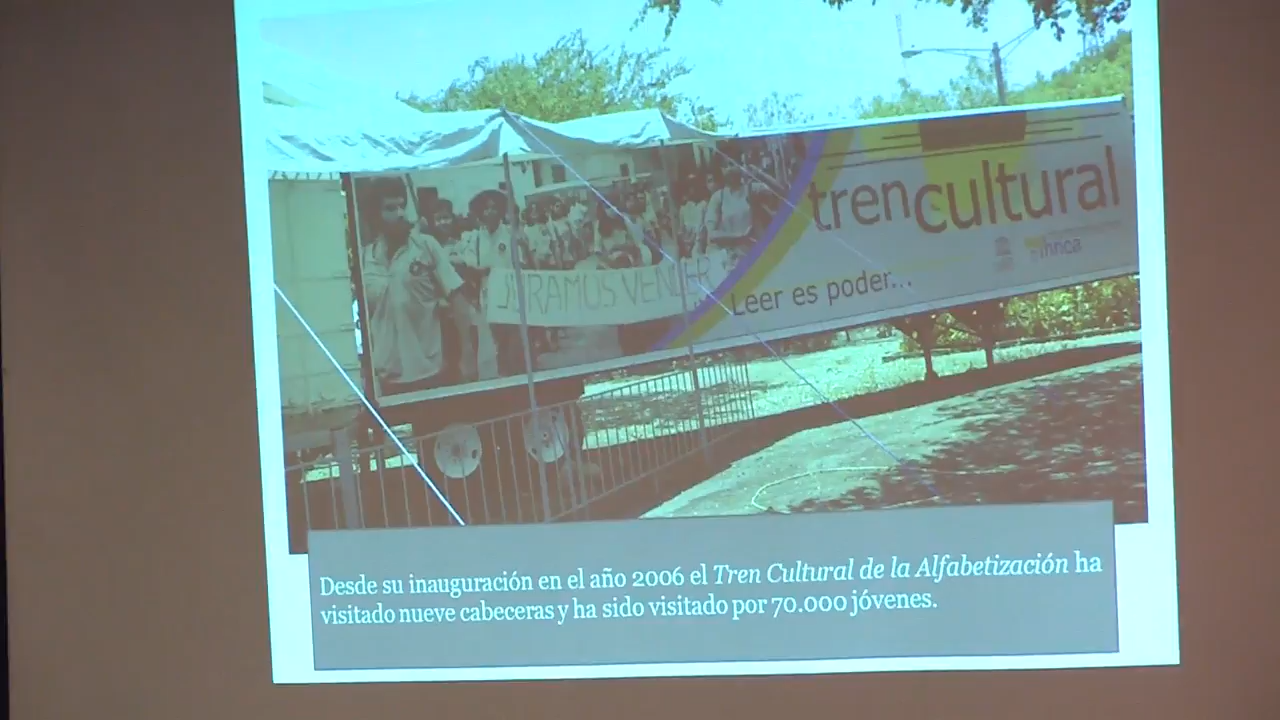 trencultural
ihnca
JURAMOS VENCER
Leer es poder...
Desde su inauguración en el año 2006 el Tren Cultural de la Alfabetización ha
visitado nueve cabeceras y ha sido visitado por 70.000 jóvenes.